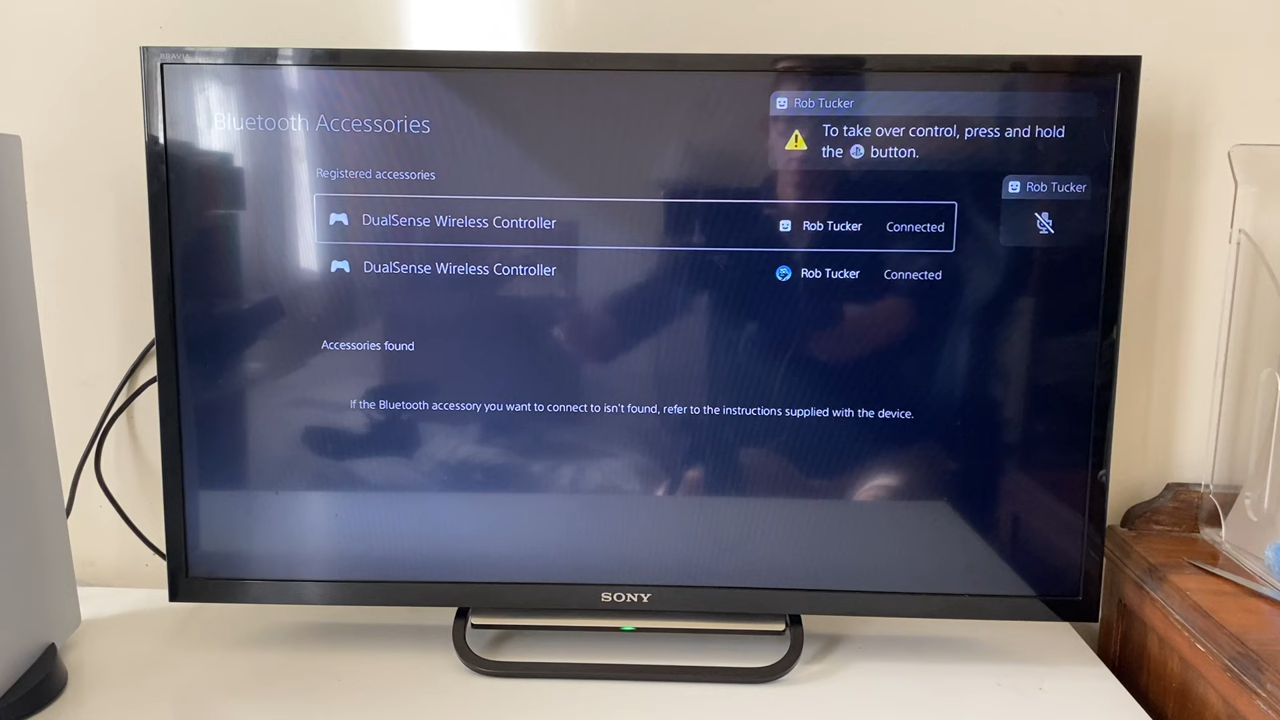 BRAVIA
Bluetooth Accessories
Rob Tucker
To take over control, press and hold
the button.
Rob Tucker
Registered accessories
DualSense Wireless Controller Rob Tucker Connected
DualSense Wireless Controller Rob Tucker Connected
Accessories found
If the Bluetooth accessory you want to connect to isn't found, refer to the instructions supplied with the device.
SONY